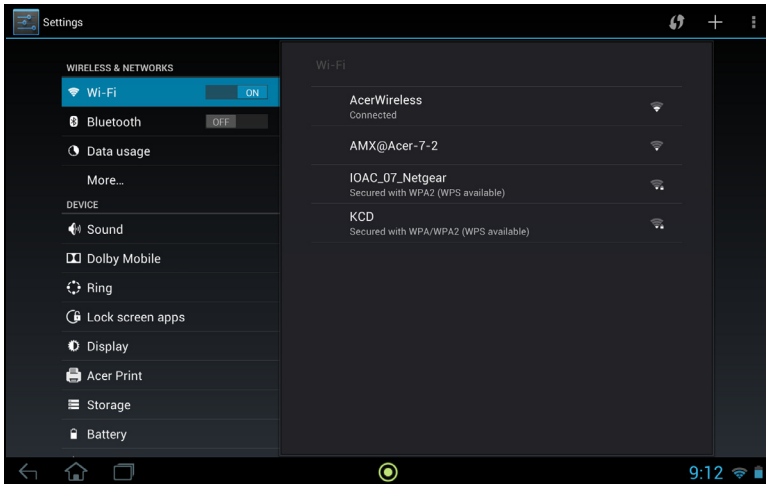 Settings
WIRELESS & NETWORKS
Wi-Fi
ON
Bluetooth
OFF
Data usage
More...
DEVICE
Sound
Dolby Mobile
Ring
Lock screen apps
Display
Acer Print
Storage
Battery
Wi-Fi
AcerWireless
Connected
AMX@Acer-7-2
IOAC_07_Netgear
Secured with WPA2 (WPS available)
KCD
Secured with WPA/WPA2 (WPS available)
9:12